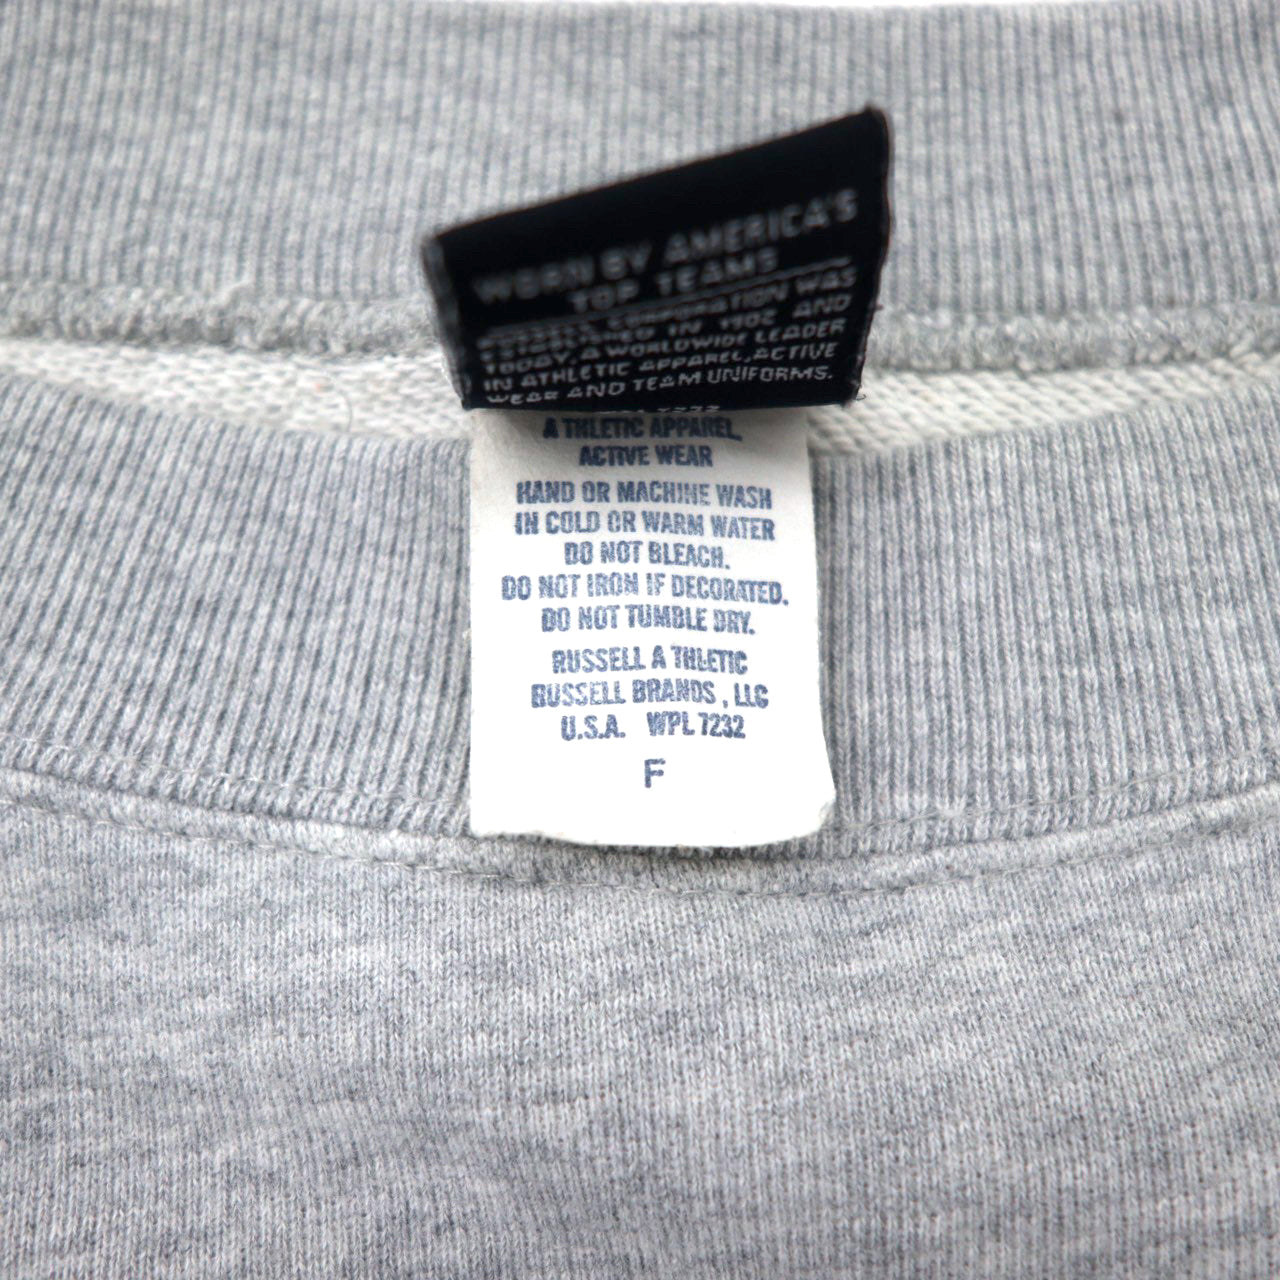 WORN BY AMERICA'S
TOP TEAMS
CORPORATION WAS
ESTABLISHED IN 1902 AND
TODAY, A WORLDWIDE LEADER
IN ATHLETIC APPAREL, ACTIVE
WEAR AND TEAM UNIFORMS.
A THLETIC APPAREL,
ACTIVE WEAR
HAND OR MACHINE WASH
IN COLD OR WARM WATER
DO NOT BLEACH.
DO NOT IRON IF DECORATED.
DO NOT TUMBLE DRY.
RUSSELL A THLETIC
RUSSELL BRANDS , LLC
U.S.A. WPL 7232
F